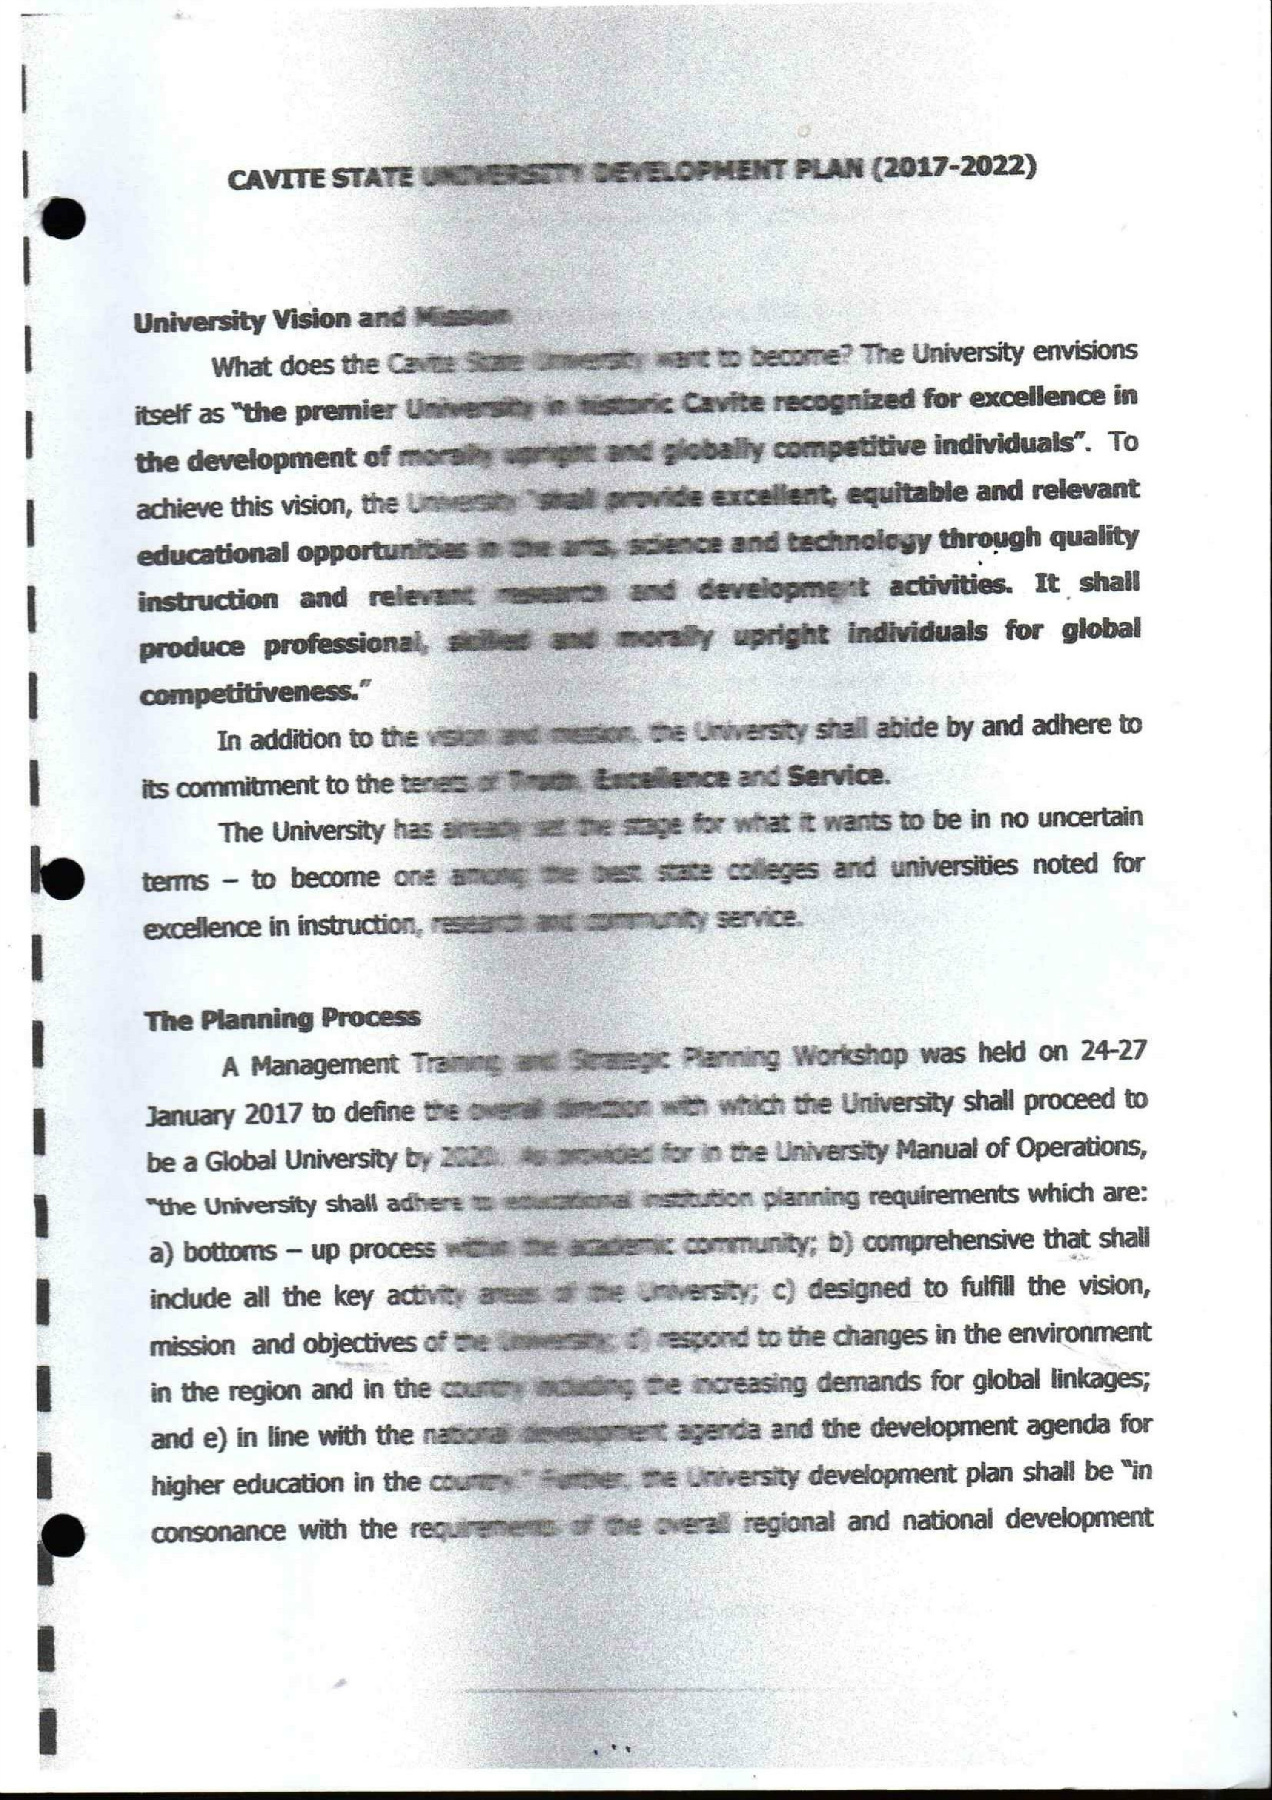 CAVITE STATE UNIVERSITY DEVELOPMENT PLAN (2017-2022)
University Vision and Mission
What does the Cavite State University want to become? The University envisions
itself as "the premier University in historic Cavite recognized for excellence in
the development of morally upright and globally competitive individuals". To
achieve this vision, the University "shall provide excellent, equitable and relevant
educational opportunities in the arts, science and technology through quality
instruction and relevant research and development activities. It shall
produce professional, skilled and morally upright individuals for global
competitiveness."
In addition to the vision and mission, the University shall abide by and adhere to
its commitment to the tenets of Truth, Excellence and Service.
The University has already set the stage for what it wants to be in no uncertain
terms – to become one among the best state colleges and universities noted for
excellence in instruction, research and community service.
The Planning Process
A Management Training and Strategic Planning Workshop was held on 24-27
January 2017 to define the overall direction with which the University shall proceed to
be a Global University by 2020. As provided for in the University Manual of Operations,
"the University shall adhere to educational institution planning requirements which are:
a) bottoms – up process within the academic community; b) comprehensive that shall
include all the key activity areas of the University; c) designed to fulfill the vision,
mission and objectives of the University; d) respond to the changes in the environment
in the region and in the country including the increasing demands for global linkages;
and e) in line with the national development agenda and the development agenda for
higher education in the country." Further, the University development plan shall be "in
consonance with the requirements of the overall regional and national development